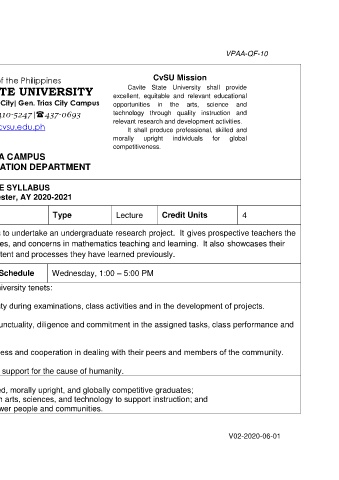 VPAA-QF-10
of the Philippines
TE UNIVERSITY
City| Gen. Trias City Campus
410-5247|☎437-0693
cvsu.edu.ph
CvSU Mission
Cavite State University shall provide
excellent, equitable and relevant educational
opportunities in the arts, science and
technology through quality instruction and
relevant research and development activities.
It shall produce professional, skilled and
morally upright individuals for global
competitiveness.
A CAMPUS
ATION DEPARTMENT
E SYLLABUS
ester, AY 2020-2021
Type Lecture Credit Units 4
s to undertake an undergraduate research project. It gives prospective teachers the
es, and concerns in mathematics teaching and learning. It also showcases their
tent and processes they have learned previously.
Schedule Wednesday, 1:00 – 5:00 PM
niversity tenets:
ty during examinations, class activities and in the development of projects.
unctuality, diligence and commitment in the assigned tasks, class performance and
ess and cooperation in dealing with their peers and members of the community.
support for the cause of humanity.
ed, morally upright, and globally competitive graduates;
n arts, sciences, and technology to support instruction; and
wer people and communities.
V02-2020-06-01